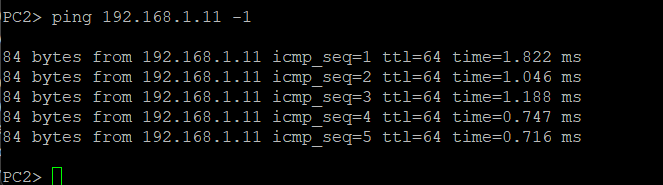 PC2> ping 192.168.1.11 -1
84 bytes from 192.168.1.11 icmp_seq=1 ttl=64 time=1.822 ms
84 bytes from 192.168.1.11 icmp_seq=2 ttl=64 time=1.046 ms
84 bytes from 192.168.1.11 icmp_seq=3 ttl=64 time=1.188 ms
84 bytes from 192.168.1.11 icmp_seq=4 ttl=64 time=0.747 ms
84 bytes from 192.168.1.11 icmp_seq=5 ttl=64 time=0.716 ms
PC2>